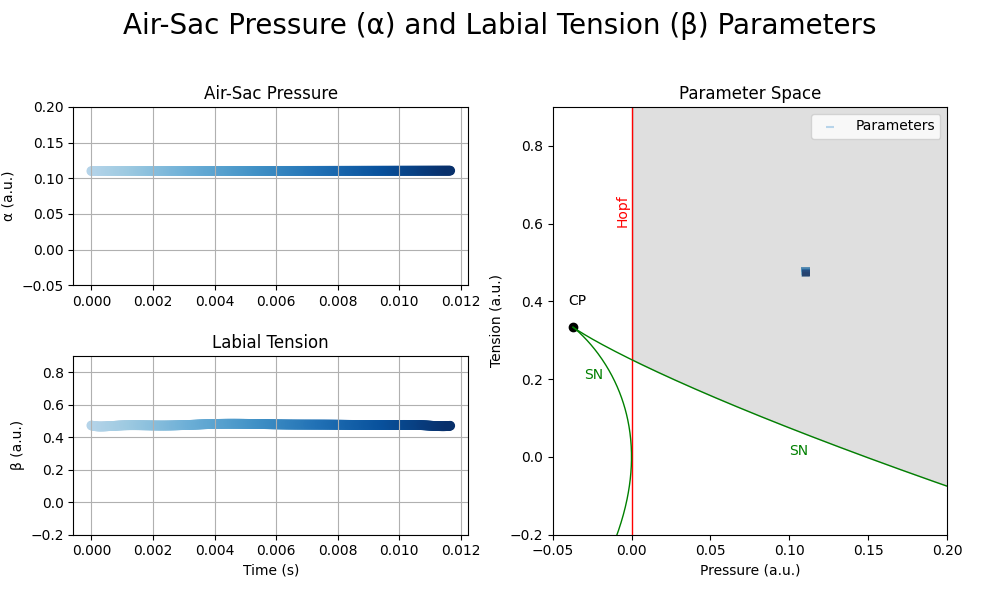 Air-Sac Pressure (α) and Labial Tension (β) Parameters
Air-Sac Pressure
α (a.u.)
0.20
0.15
0.10
0.05
0.00
−0.05
0.000 0.002 0.004 0.006 0.008 0.010 0.012
Labial Tension
β (a.u.)
0.8
0.6
0.4
0.2
0.0
−0.2
0.000 0.002 0.004 0.006 0.008 0.010 0.012
Time (s)
Parameter Space
Parameters
Tension (a.u.)
0.8
0.6
0.4
0.2
0.0
−0.2
Hopf
CP
SN
SN
−0.05 0.00 0.05 0.10 0.15 0.20
Pressure (a.u.)